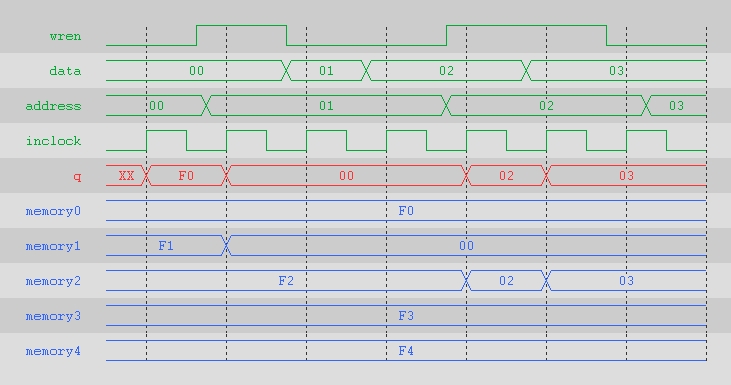 wren
data 00 01 02 03
address 00 01 02 03
inclock
q XX F0 00 02 03
memory0 F0
memory1 F1 00
memory2 F2 02 03
memory3 F3
memory4 F4